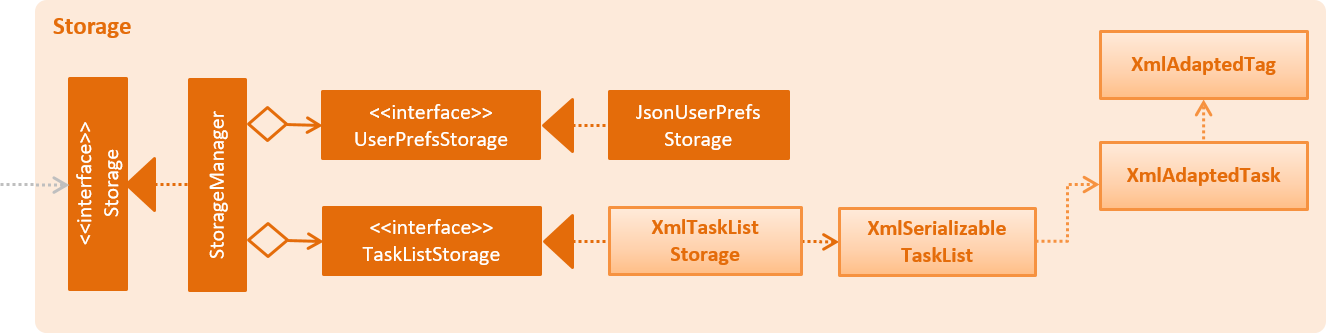 Storage
<<interface>>
Storage
StorageManager
<<interface>>
UserPrefsStorage
JsonUserPrefs
Storage
<<interface>>
TaskListStorage
XmlTaskList
Storage
XmlSerializable
TaskList
XmlAdaptedTag
XmlAdaptedTask